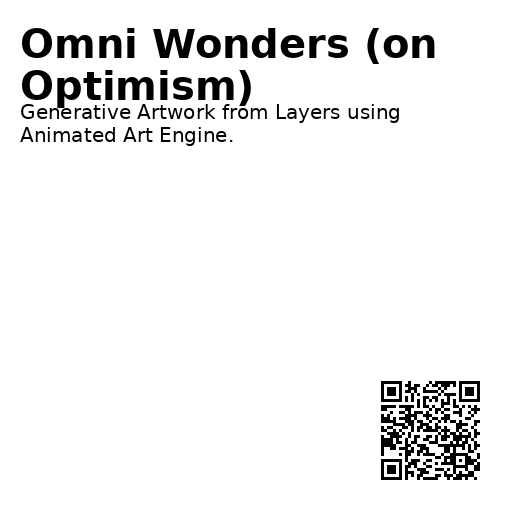 Omni Wonders (on
Optimism)
Generative Artwork from Layers using
Animated Art Engine.